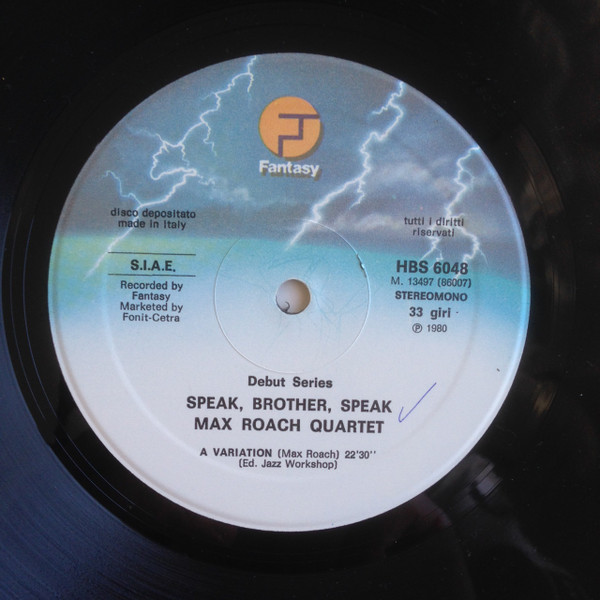 Fantasy
disco depositato
made in Italy
tutti i diritti
riservati
S.I.A.E.
Recorded by
Fantasy
Marketed by
Fonit-Cetra
HBS 6048
M. 13497 (86007)
STEREOMONO
33 giri
℗ 1980
Debut Series
SPEAK, BROTHER, SPEAK
MAX ROACH QUARTET
A VARIATION (Max Roach) 22'30''
(Ed. Jazz Workshop)